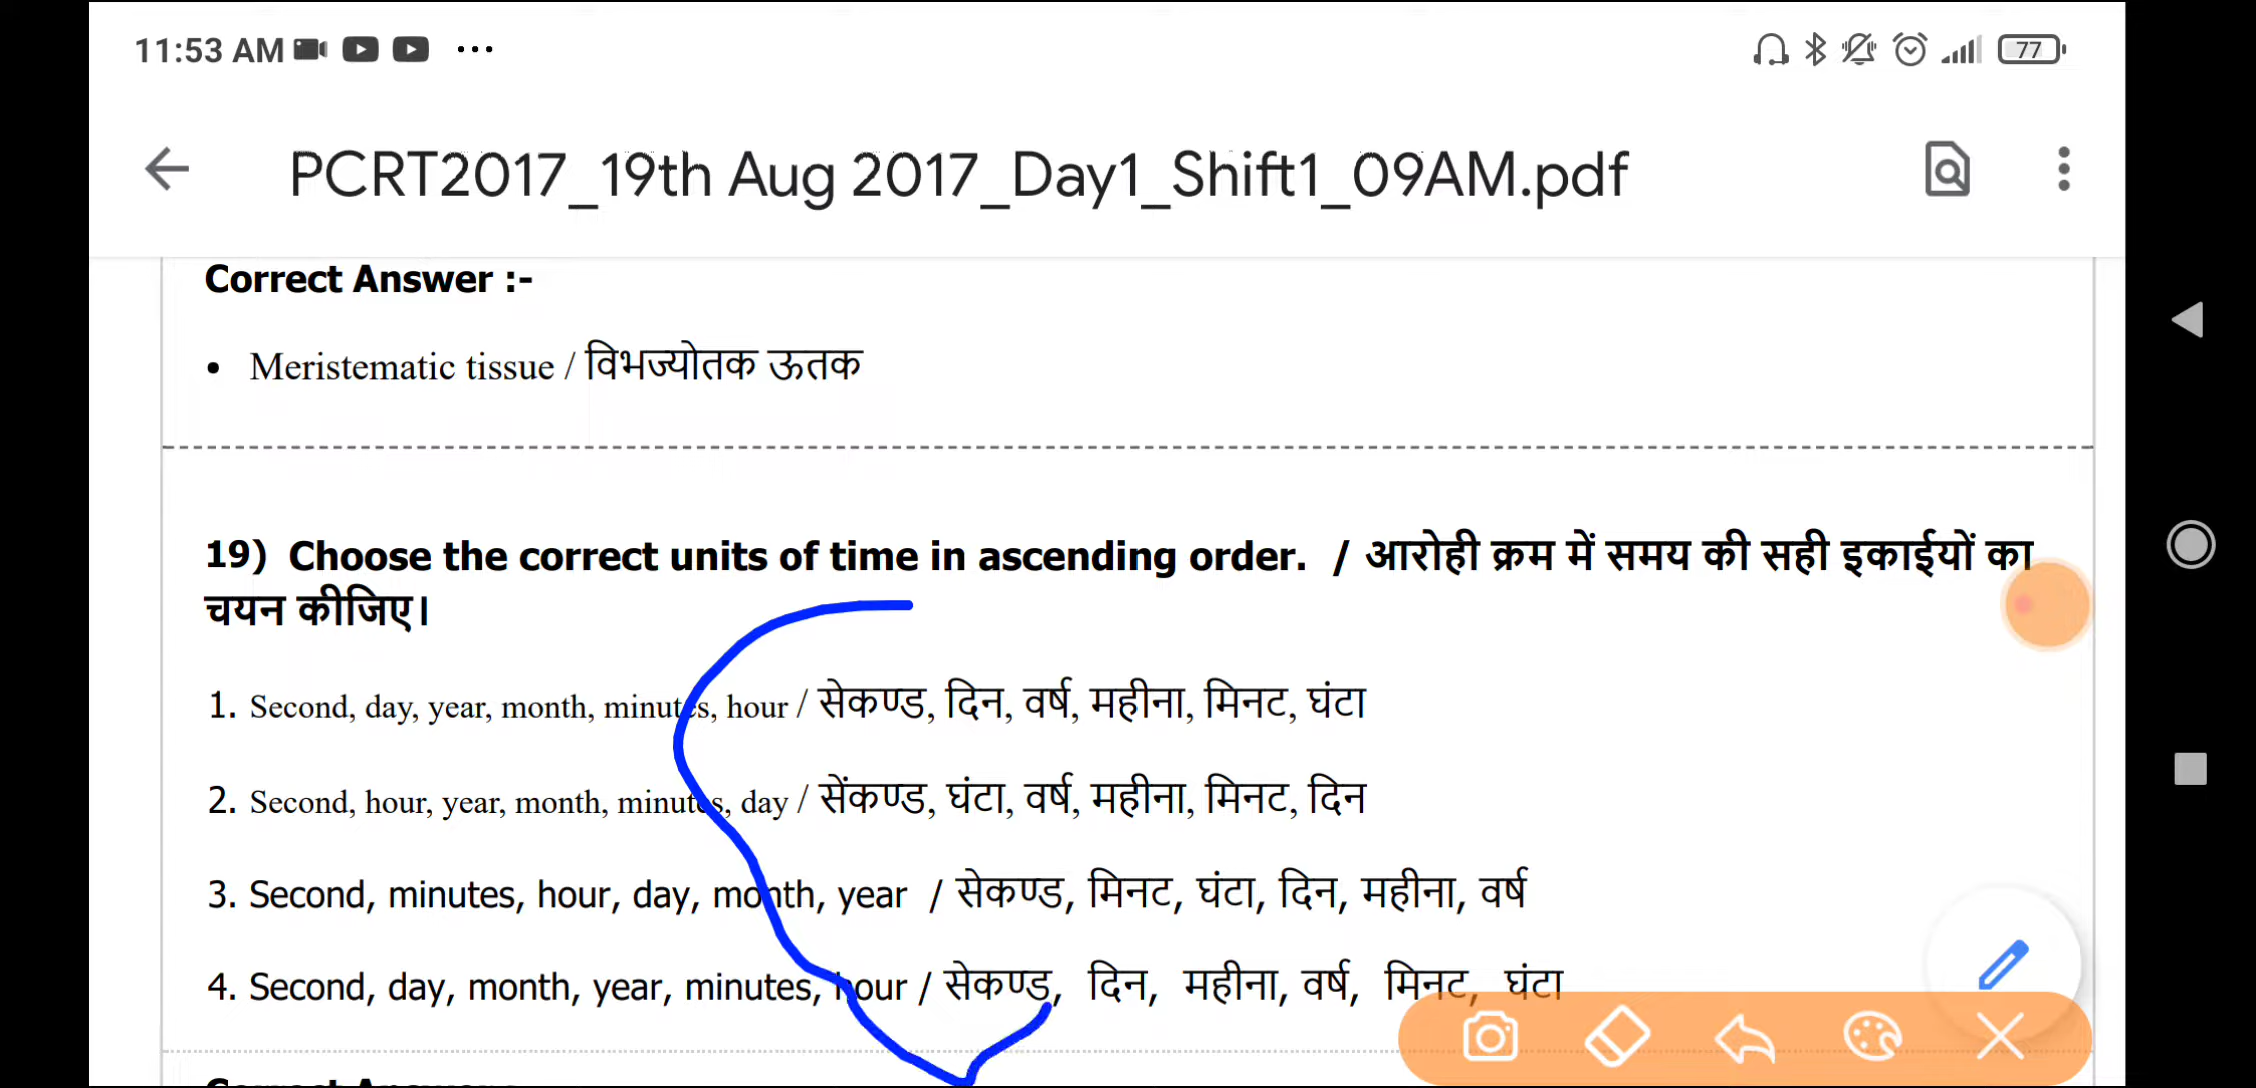 11:53 AM
77
PCRT2017_19th Aug 2017_Day1_Shift1_09AM.pdf
Correct Answer :-
• Meristematic tissue / विभज्योतक ऊतक
19) Choose the correct units of time in ascending order. / आरोही क्रम में समय की सही इकाईयों का
चयन कीजिए।
1. Second, day, year, month, minutes, hour / सेकण्ड, दिन, वर्ष, महीना, मिनट, घंटा
2. Second, hour, year, month, minutes, day / सेंकण्ड, घंटा, वर्ष, महीना, मिनट, दिन
3. Second, minutes, hour, day, month, year / सेकण्ड, मिनट, घंटा, दिन, महीना, वर्ष
4. Second, day, month, year, minutes, hour / सेकण्ड, दिन, महीना, वर्ष, मिनट, घंटा